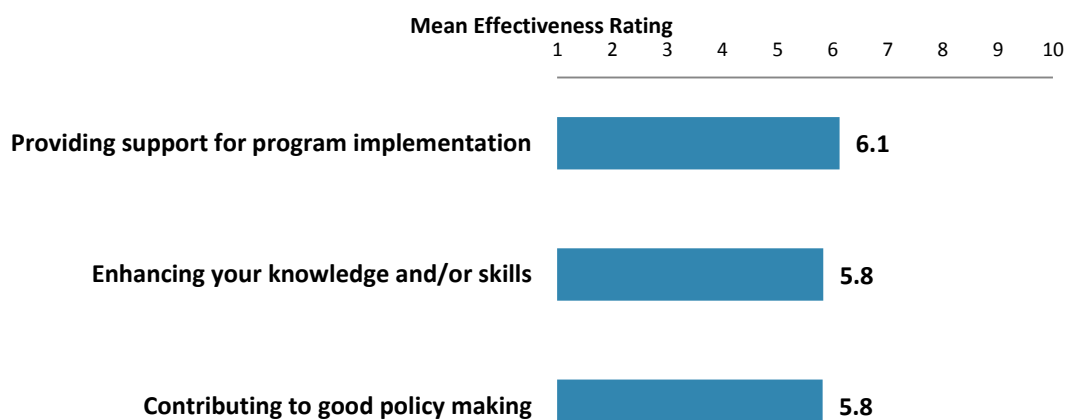 Mean Effectiveness Rating
1 2 3 4 5 6 7 8 9 10
Providing support for program implementation 6.1
Enhancing your knowledge and/or skills 5.8
Contributing to good policy making 5.8